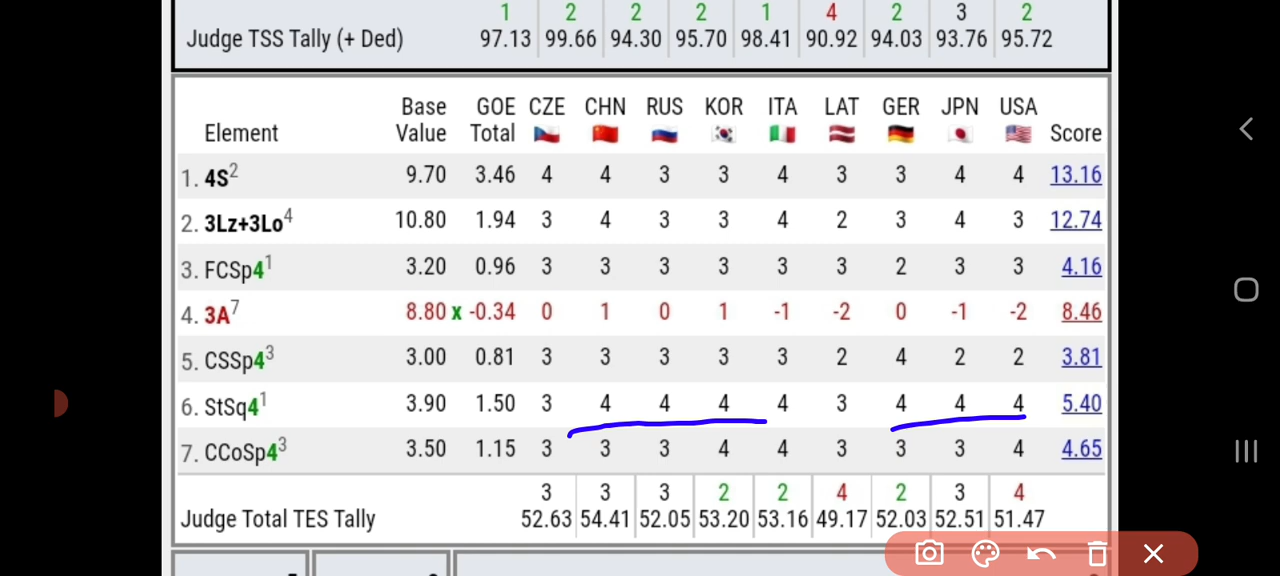 1 2 2 2 1 4 2 3 2
Judge TSS Tally (+ Ded) 97.13 99.66 94.30 95.70 98.41 90.92 94.03 93.76 95.72
Base GOE CZE CHN RUS KOR ITA LAT GER JPN USA
Element Value Total Score
1. 4S2 9.70 3.46 4 4 3 3 4 3 3 4 4 13.16
2. 3Lz+3Lo4 10.80 1.94 3 4 3 3 4 2 3 4 3 12.74
3. FCSp41 3.20 0.96 3 3 3 3 3 3 2 3 3 4.16
4. 3A7 8.80 x -0.34 0 1 0 1 -1 -2 0 -1 -2 8.46
5. CSSp43 3.00 0.81 3 3 3 3 3 2 4 2 2 3.81
6. StSq41 3.90 1.50 3 4 4 4 4 3 4 4 4 5.40
7. CCoSp43 3.50 1.15 3 3 3 4 4 3 3 3 4 4.65
3 3 3 2 2 4 2 3 4
Judge Total TES Tally 52.63 54.41 52.05 53.20 53.16 49.17 52.03 52.51 51.47